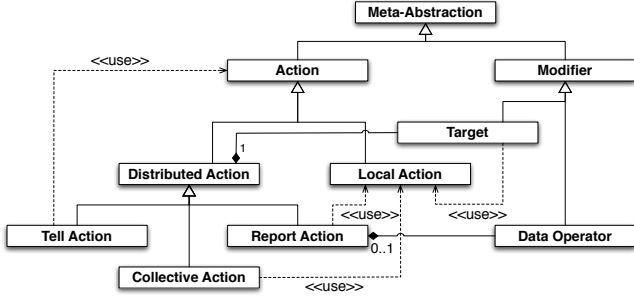 Meta-Abstraction
<<use>>
Action
Modifier
Target
1
Distributed Action
Local Action
<<use>>
<<use>>
Tell Action
Report Action
0..1
Data Operator
Collective Action
<<use>>